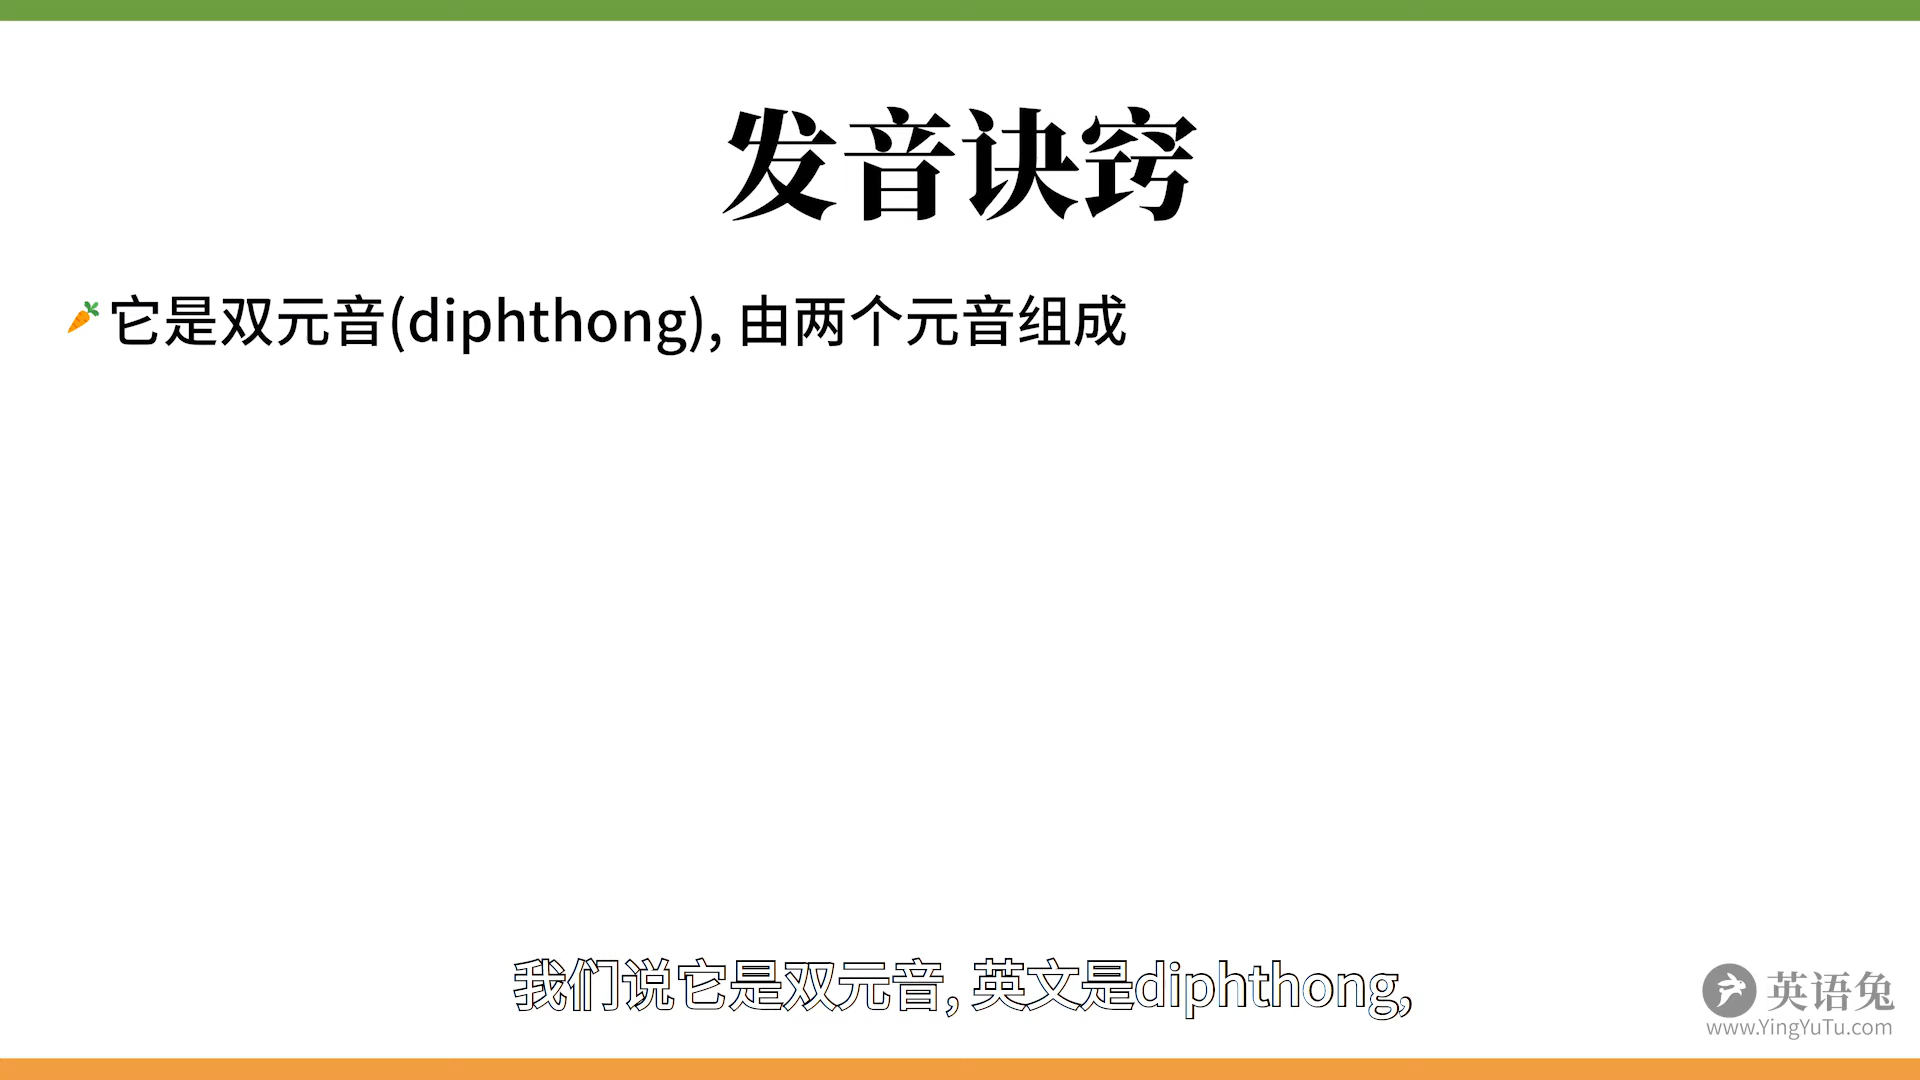 发音诀窍
它是双元音(diphthong), 由两个元音组成
我们说它是双元音, 英文是diphthong,
英语兔
www.YingYuTu.com